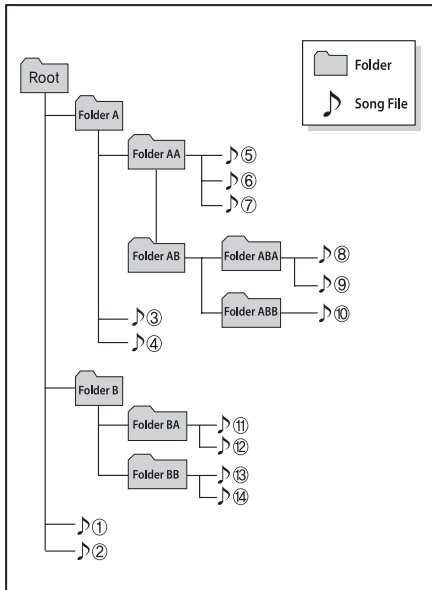 Root
Folder
Song File
Folder A
Folder AA
⑤
⑥
⑦
Folder AB
Folder ABA
⑧
⑨
Folder ABB
⑩
③
④
Folder B
Folder BA
⑪
⑫
Folder BB
⑬
⑭
①
②